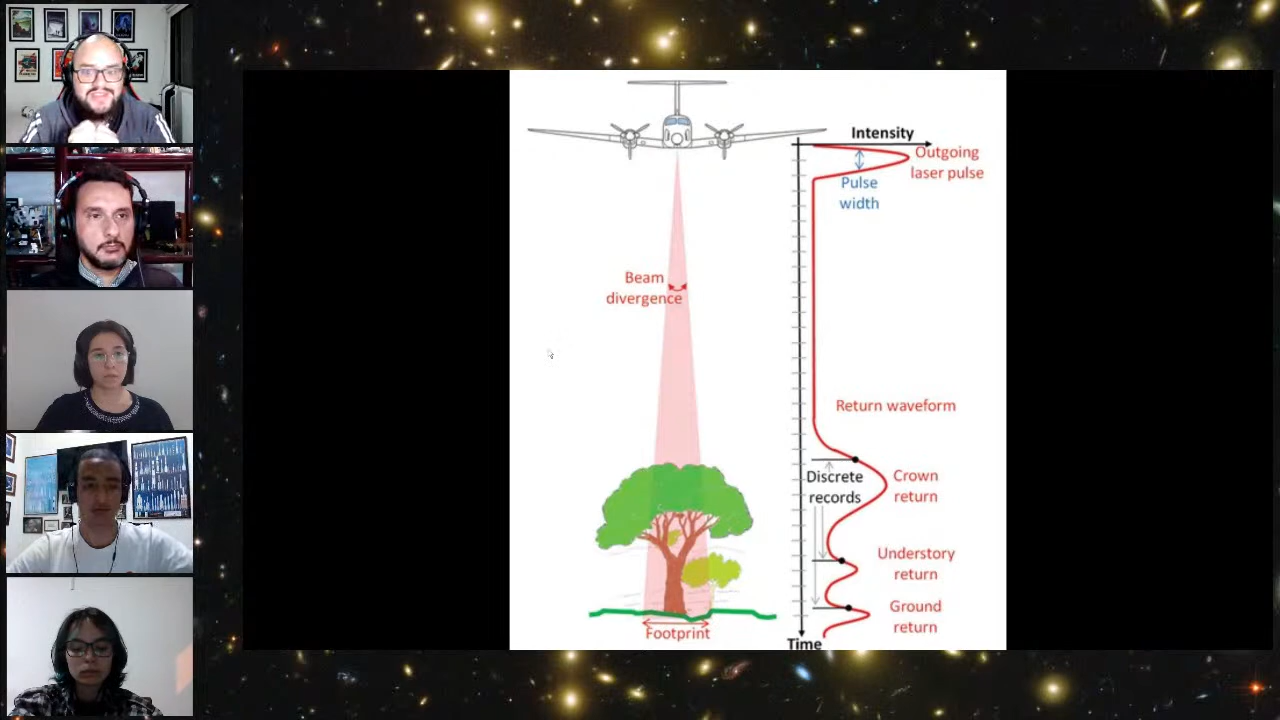 Intensity
Outgoing
laser pulse
Pulse
width
Beam
divergence
Return waveform
Discrete
records
Crown
return
Understory
return
Ground
return
Footprint
Time